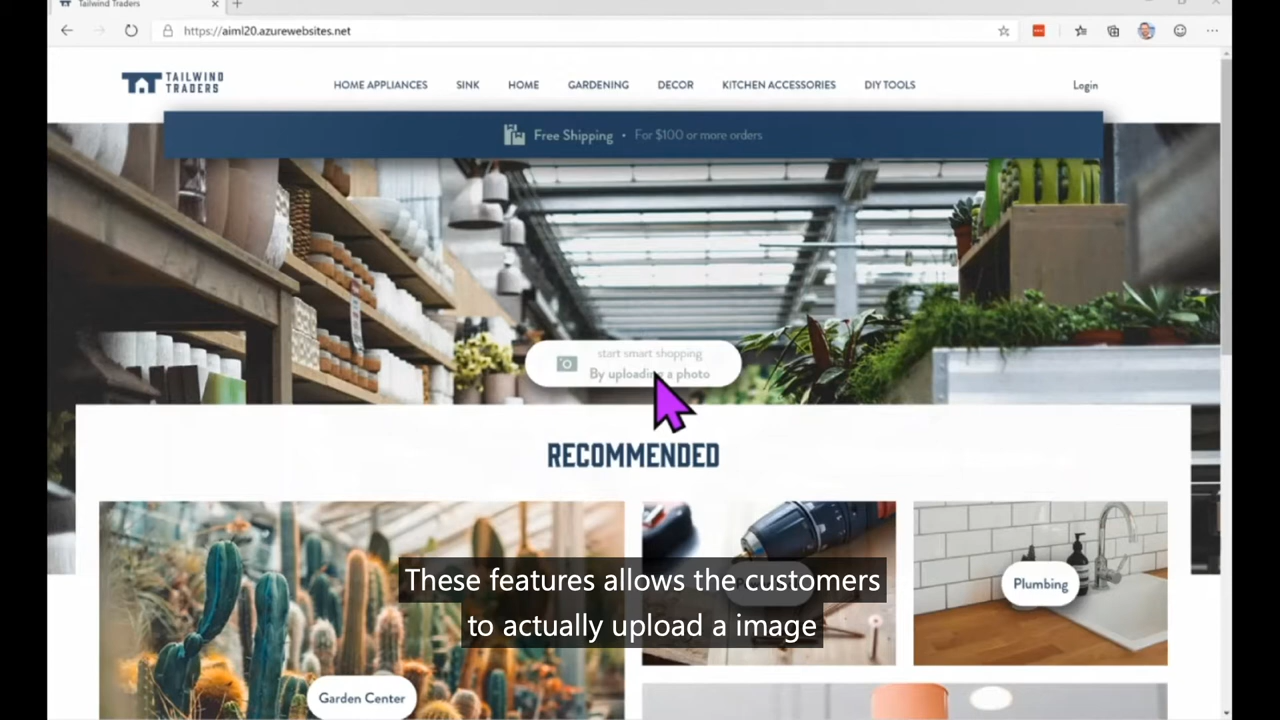 Tailwind Traders
https://aiml20.azurewebsites.net
TAILWIND
TRADERS
HOME APPLIANCES SINK HOME GARDENING DECOR KITCHEN ACCESSORIES DIY TOOLS Login
Free Shipping • For $100 or more orders
start smart shopping
By uploading a photo
RECOMMENDED
Plumbing
Garden Center
These features allows the customers
to actually upload a image